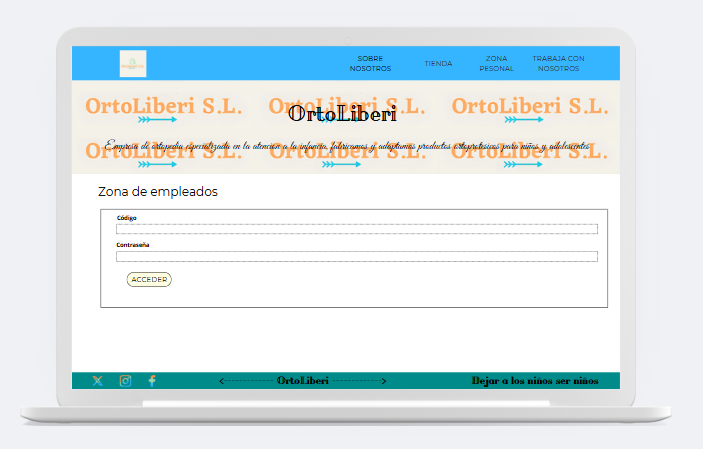 SOBRE NOSOTROS
TIENDA
ZONA PESONAL
TRABAJA CON NOSOTROS
OrtoLiberi S.L. OrtoLiberi S.L. OrtoLiberi S.L.
OrtoLiberi
Empresa de ortopedia especializada en la atencion a la infancia, fabricamos y adaptamos productos ortoprotesicos para niños y adolescentes
OrtoLiberi S.L. OrtoLiberi S.L. OrtoLiberi S.L.
Zona de empleados
Código
Contraseña
ACCEDER
<------------- OrtoLiberi ------------->
Dejar a los niños ser niños